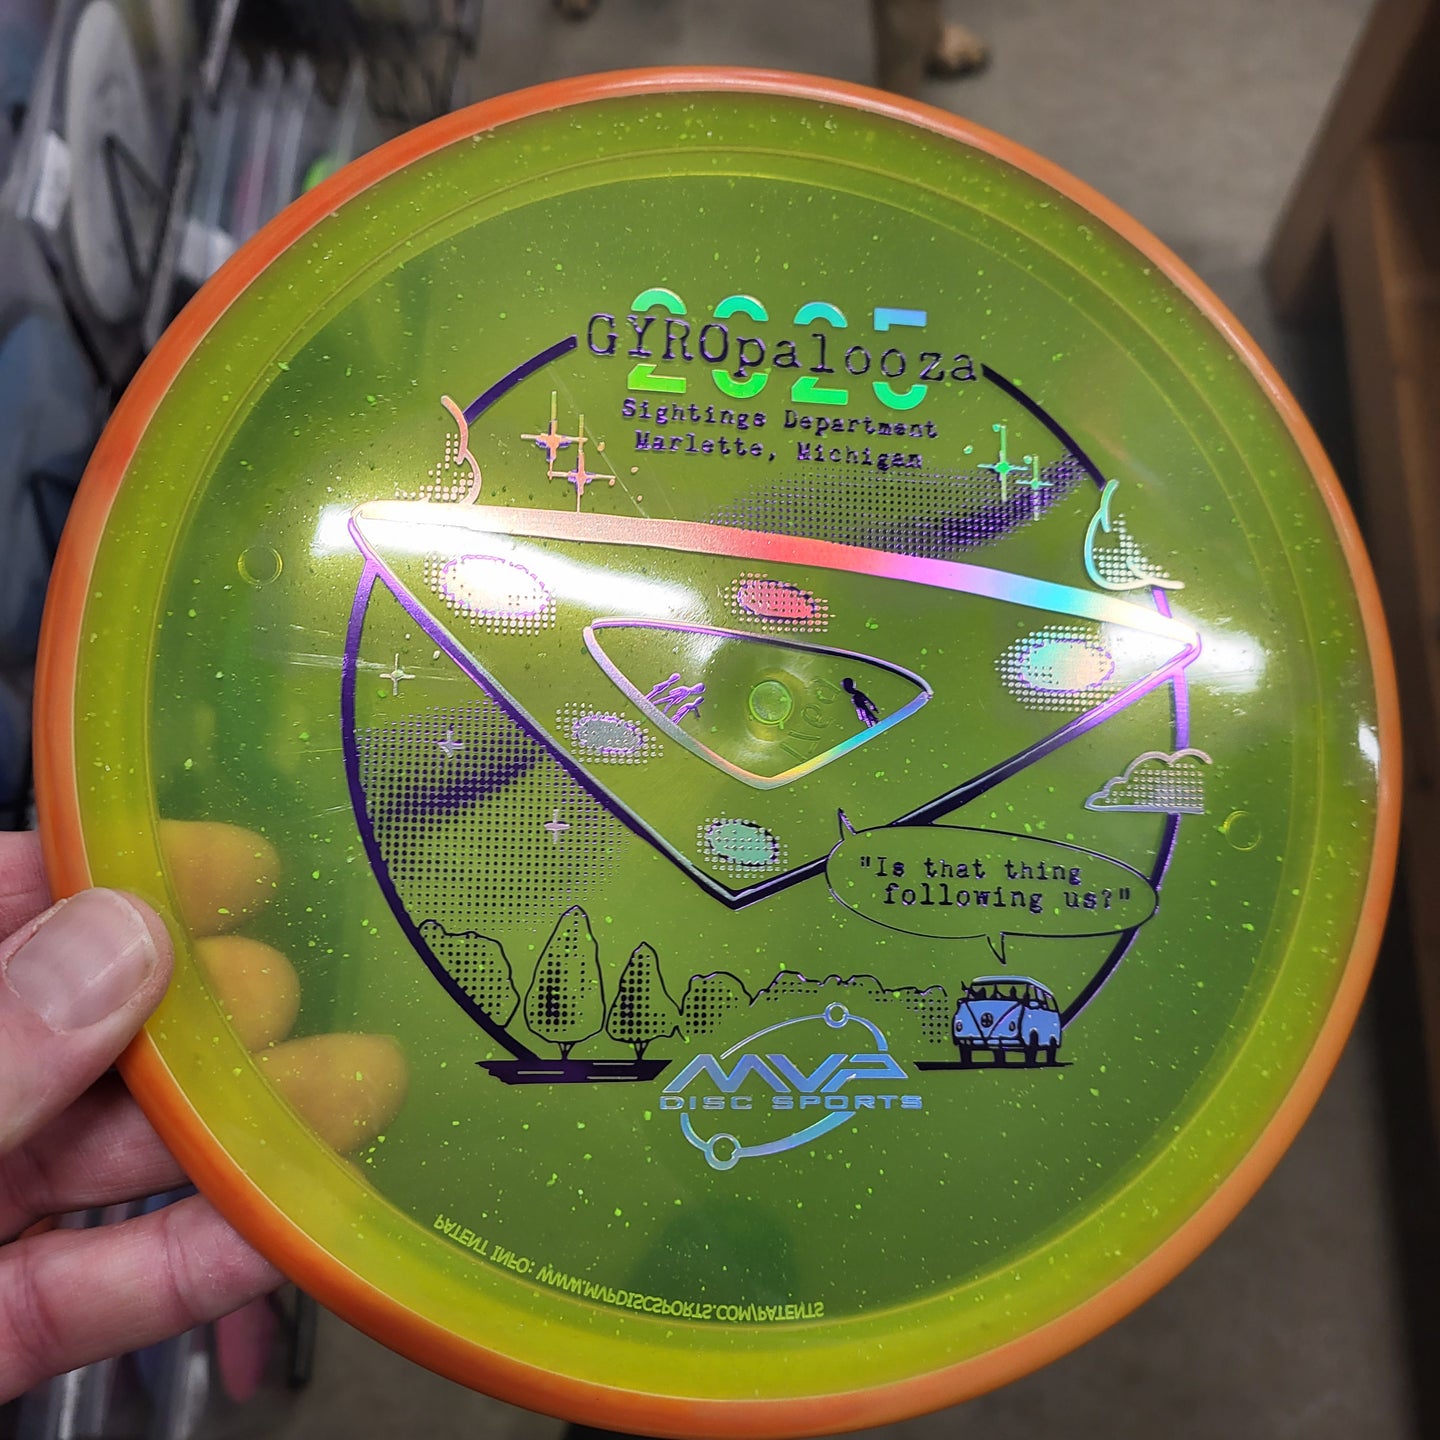 2025
GYROpalooza
Sightings Department
Marlette, Michigan
"Is that thing
following us?"
MVP
DISC SPORTS
PATENT INFO: WWW.MVPDISCSPORTS.COM/PATENTS